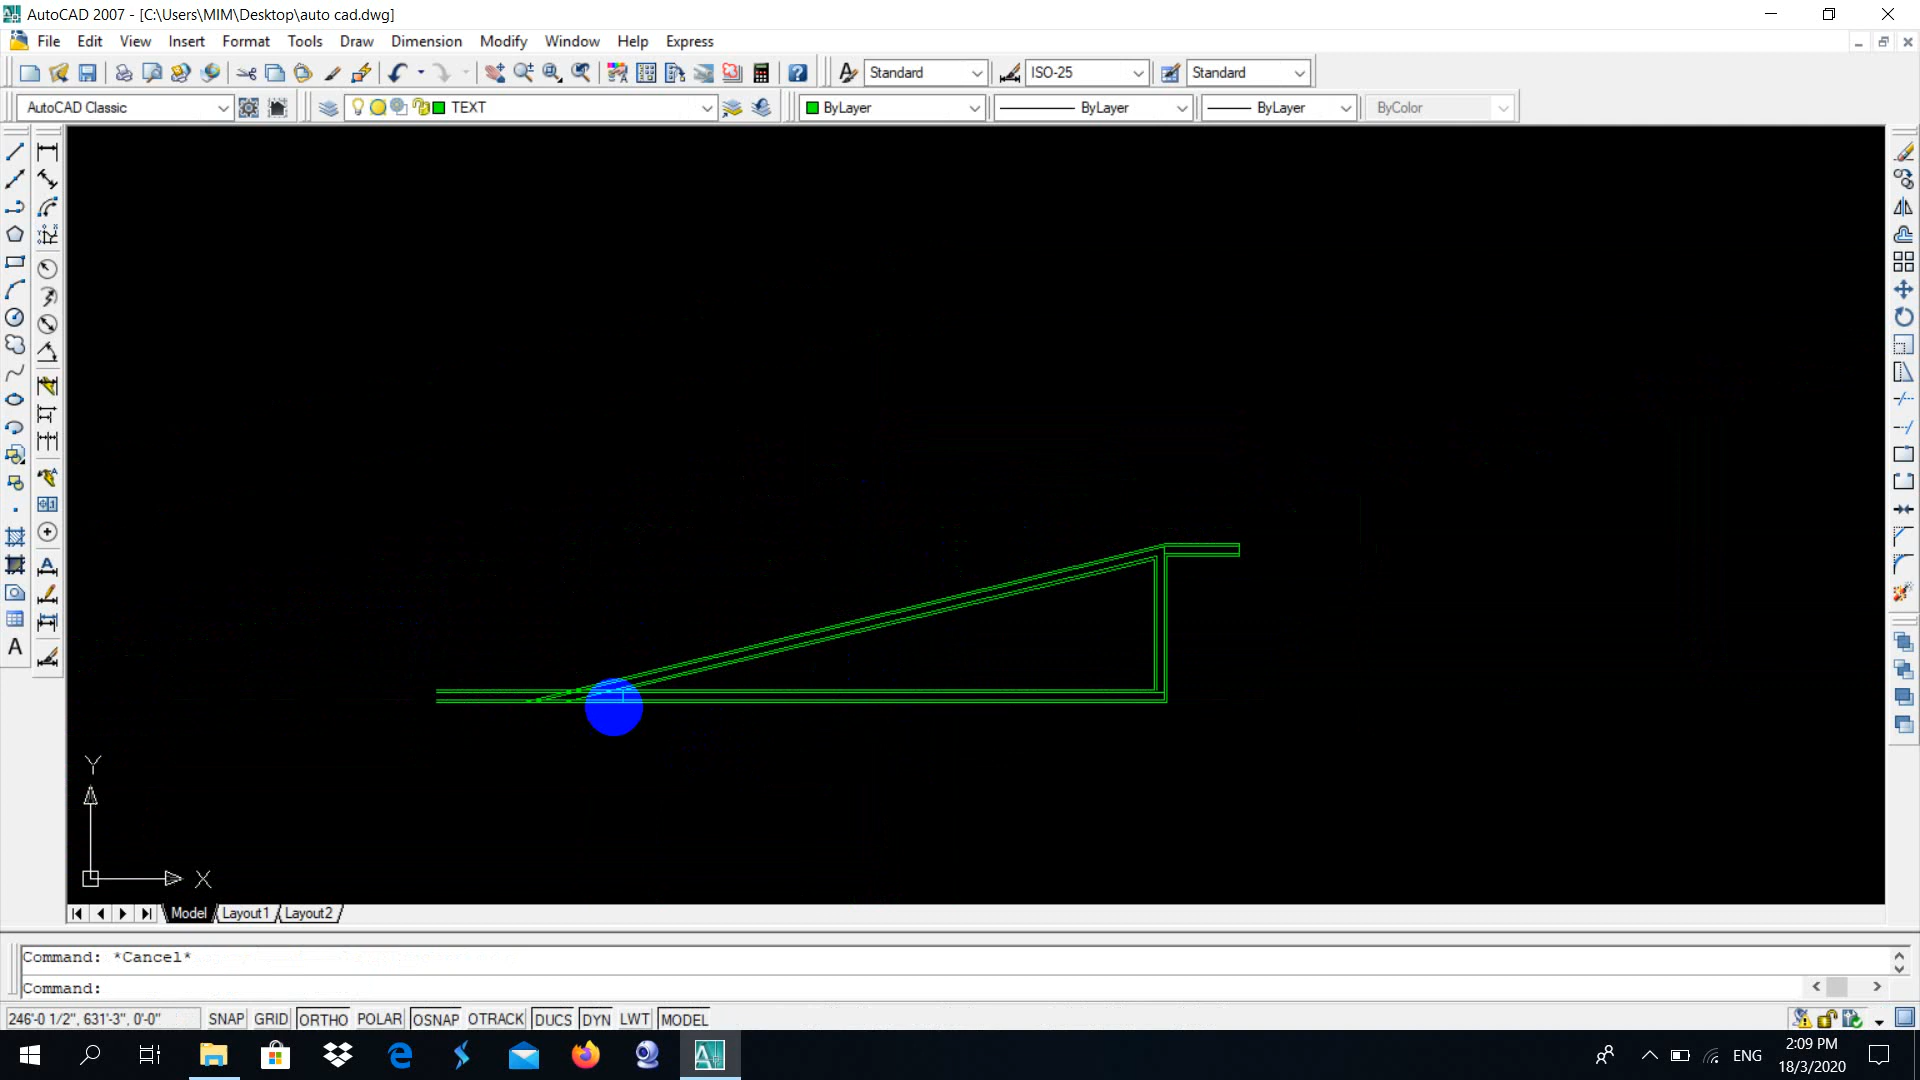 AutoCAD 2007 - [C:\Users\MIM\Desktop\auto cad.dwg]
File Edit View Insert Format Tools Draw Dimension Modify Window Help Express
Standard ISO-25 Standard
AutoCAD Classic TEXT ByLayer ByLayer ByLayer ByColor
A
Y
X
Model Layout1 Layout2
Command: *Cancel*
Command:
246'-0 1/2", 631'-3", 0'-0" SNAP GRID ORTHO POLAR OSNAP OTRACK DUCS DYN LWT MODEL
ENG
2:09 PM
18/3/2020